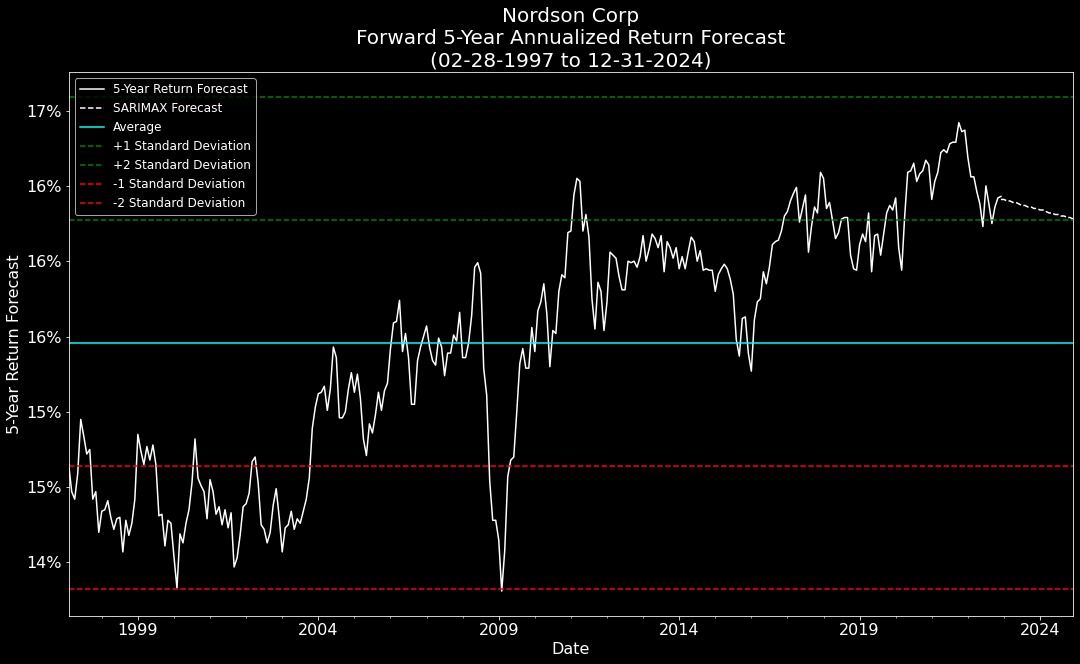 Nordson Corp
Forward 5-Year Annualized Return Forecast
(02-28-1997 to 12-31-2024)
5-Year Return Forecast
SARIMAX Forecast
Average
+1 Standard Deviation
+2 Standard Deviation
-1 Standard Deviation
-2 Standard Deviation
17%
16%
16%
16%
15%
15%
14%
5-Year Return Forecast
1999
2004
2009
2014
2019
2024
Date